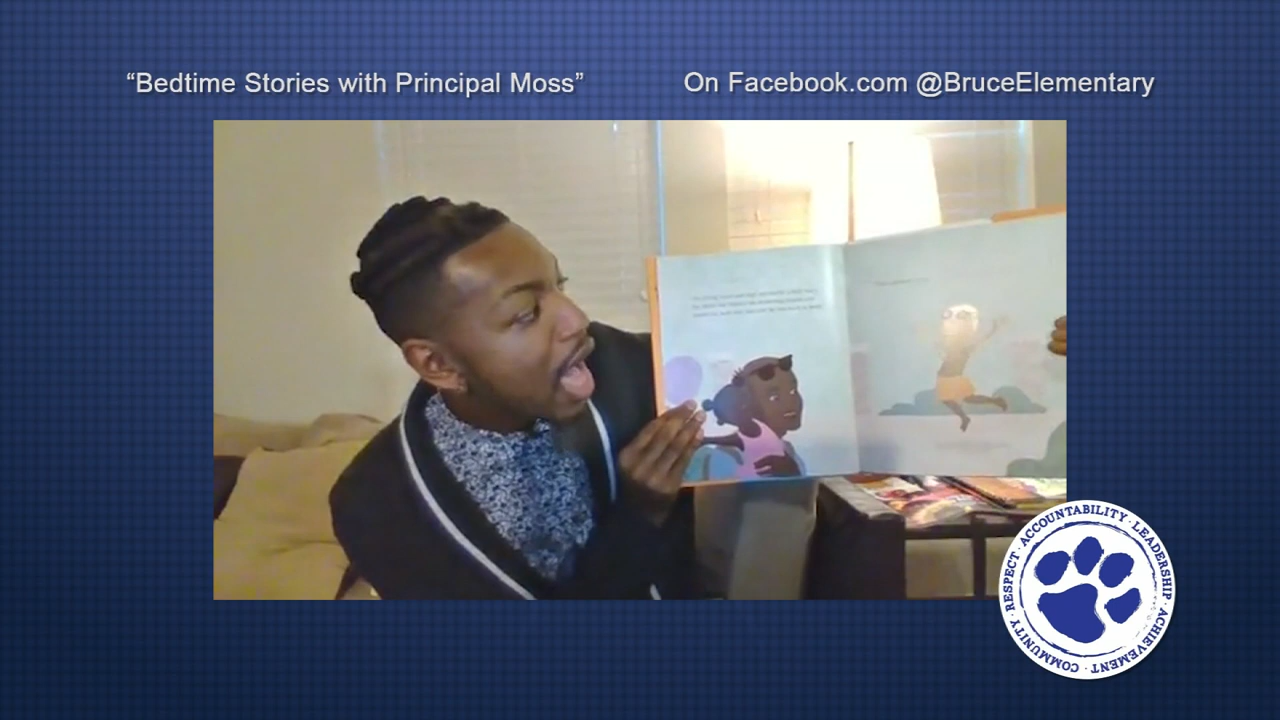 “Bedtime Stories with Principal Moss”
On Facebook.com @BruceElementary
COMMUNITY · RESPECT · ACCOUNTABILITY · LEADERSHIP · ACHIEVEMENT ·